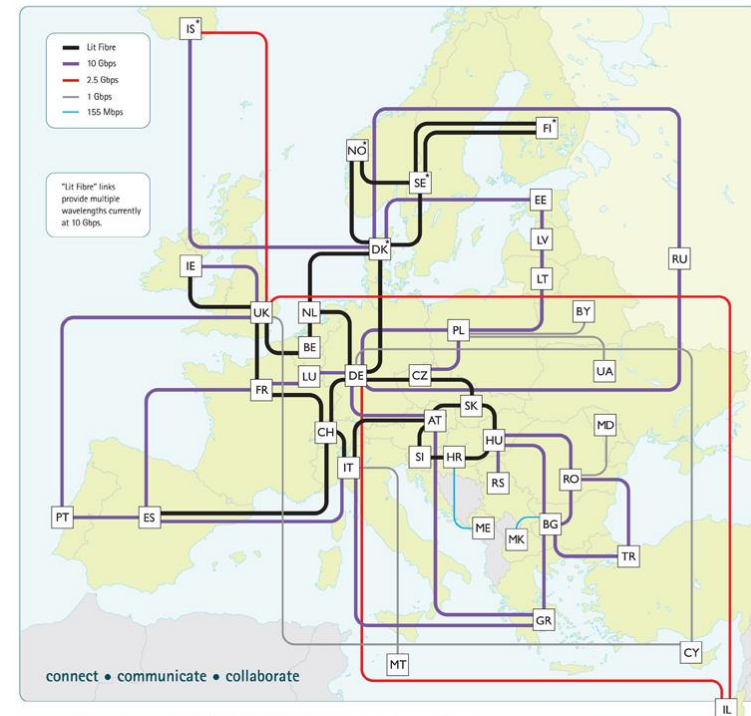 IS*
Lit Fibre
10 Gbps
2.5 Gbps
1 Gbps
155 Mbps
FI*
NO*
SE*
"Lit Fibre" links
provide multiple
wavelengths currently
at 10 Gbps.
EE
LV
DK*
RU
IE
LT
UK
NL
BY
PL
BE
LU
DE
CZ
UA
FR
SK
AT
MD
CH
HU
SI
HR
IT
RS
RO
PT
ES
ME
BG
MK
TR
GR
CY
MT
connect • communicate • collaborate
IL